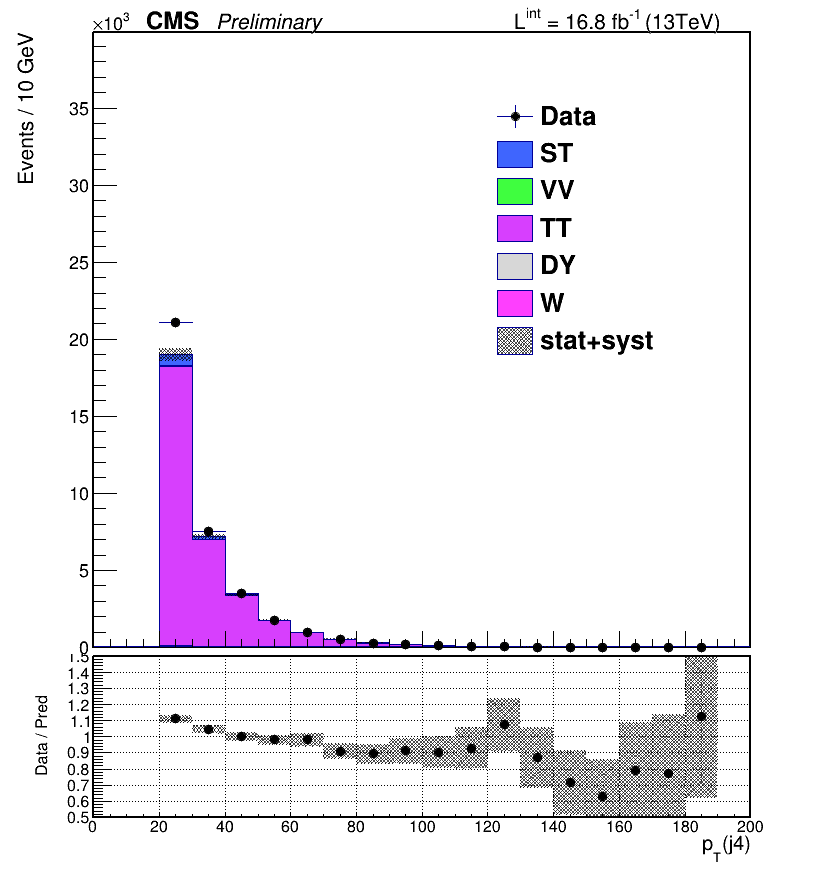 ×10³ CMS Preliminary L^int = 16.8 fb⁻¹ (13TeV)
Events / 10 GeV
35
30
25
20
15
10
5
0
Data
ST
VV
TT
DY
W
stat+syst
Data / Pred
1.5
1.4
1.3
1.2
1.1
1
0.9
0.8
0.7
0.6
0.5
0 20 40 60 80 100 120 140 160 180 200
p_T(j4)